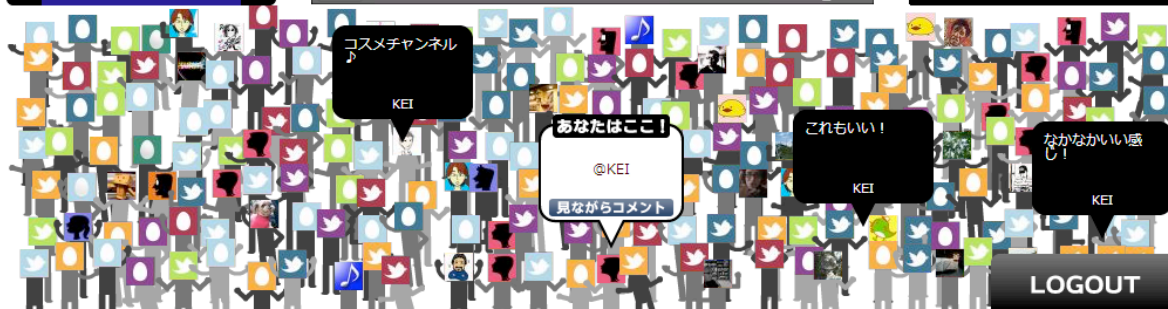 コスメチャンネル
♪
KEI
あなたはここ！
@KEI
見ながらコメント
これもいい！
KEI
なかなかいい感
じ！
KEI
LOGOUT